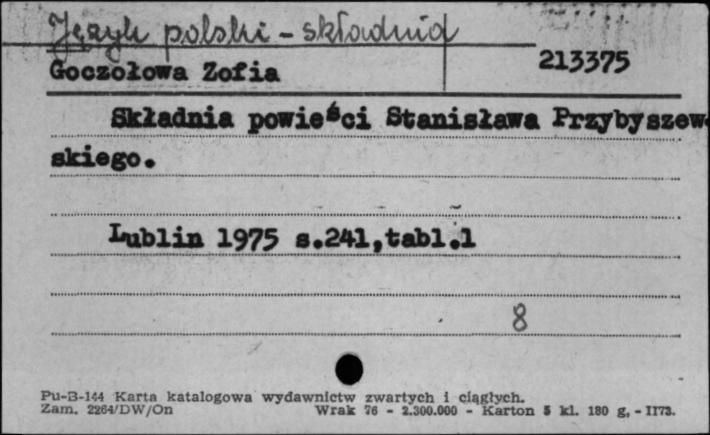 Język polski - składnia
Goczołowa Zofia 213375
Składnia powieści Stanisława Przybyszew-
skiego.
Lublin 1975 s.241,tabl.1
8
Pu-B-144 Karta katalogowa wydawnictw zwartych i ciągłych.
Zam. 2264/DW/On Wrak 76 - 2.300.000 - Karton 5 kl. 180 g, - II73.